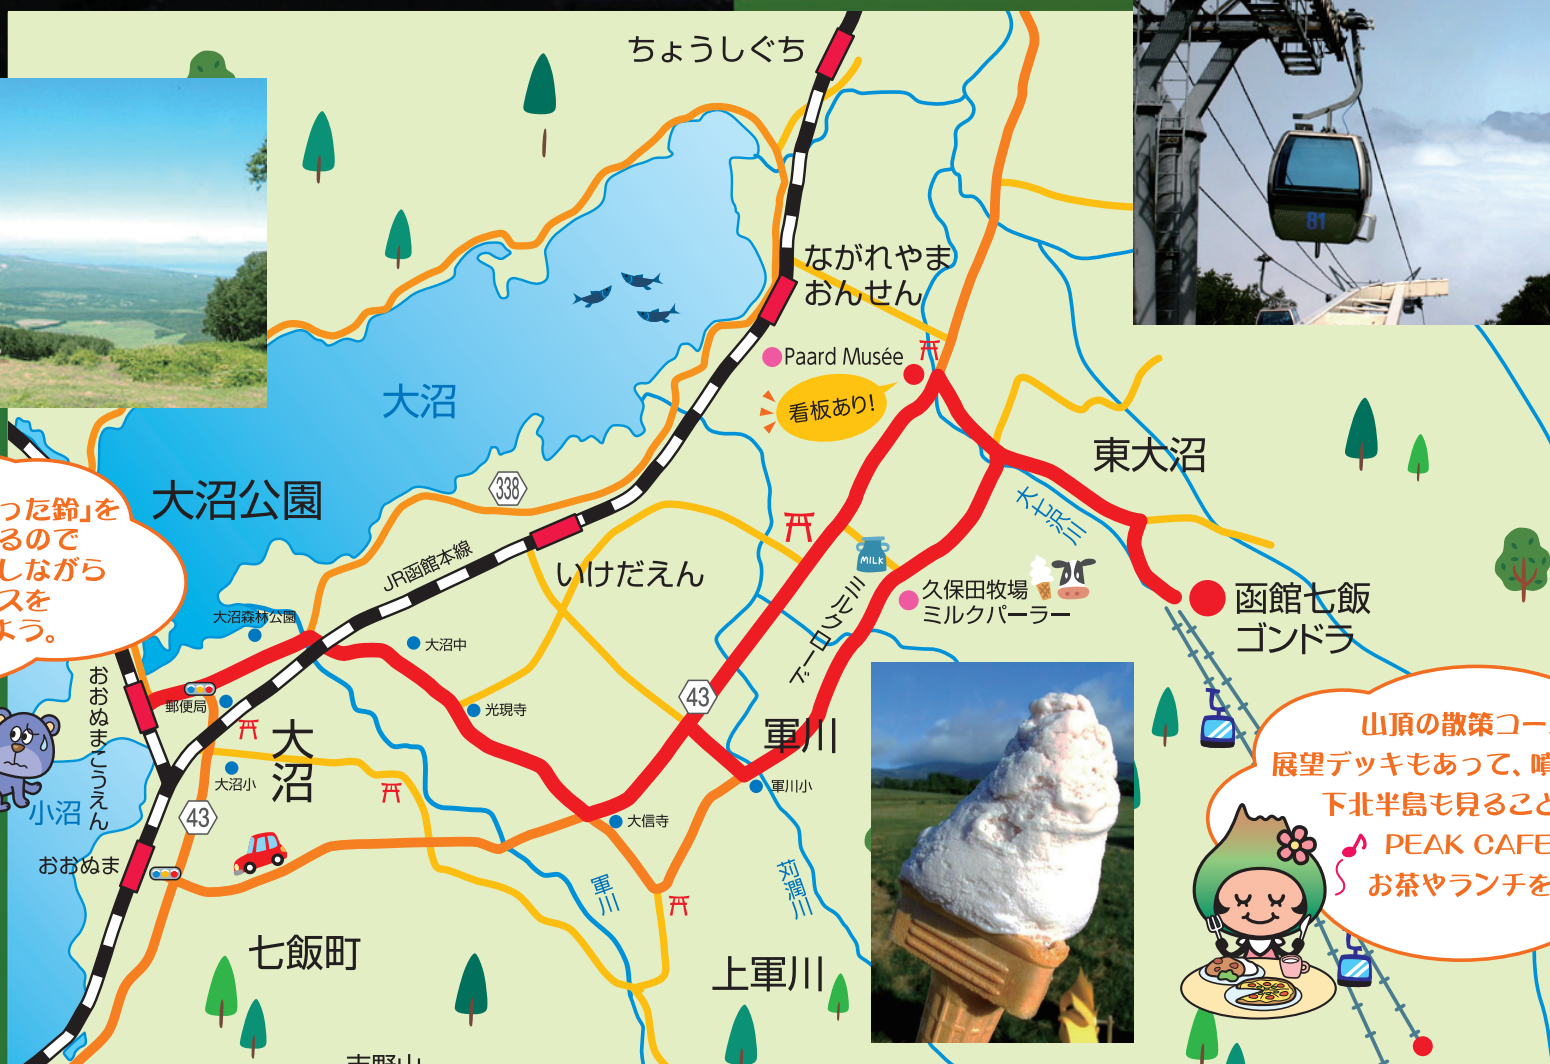 ちょうしぐち
81
ながれやま
おんせん
Paard Musée
看板あり!
大沼
東大沼
338
大沼公園
った鈴」を
るので
しながら
スを
よう。
大七沢川
JR函館本線
いけだえん
MILK
久保田牧場
ミルクパーラー
ミルクロード
函館七飯
ゴンドラ
大沼森林公園
大沼中
郵便局
光現寺
43
軍川
おおぬまこうえん
大沼
大沼小
軍川小
小沼
43
大信寺
おおぬま
軍川
苅澗川
山頂の散策コー
展望デッキもあって、噴
下北半島も見ること
PEAK CAFE
お茶やランチを
七飯町
上軍川